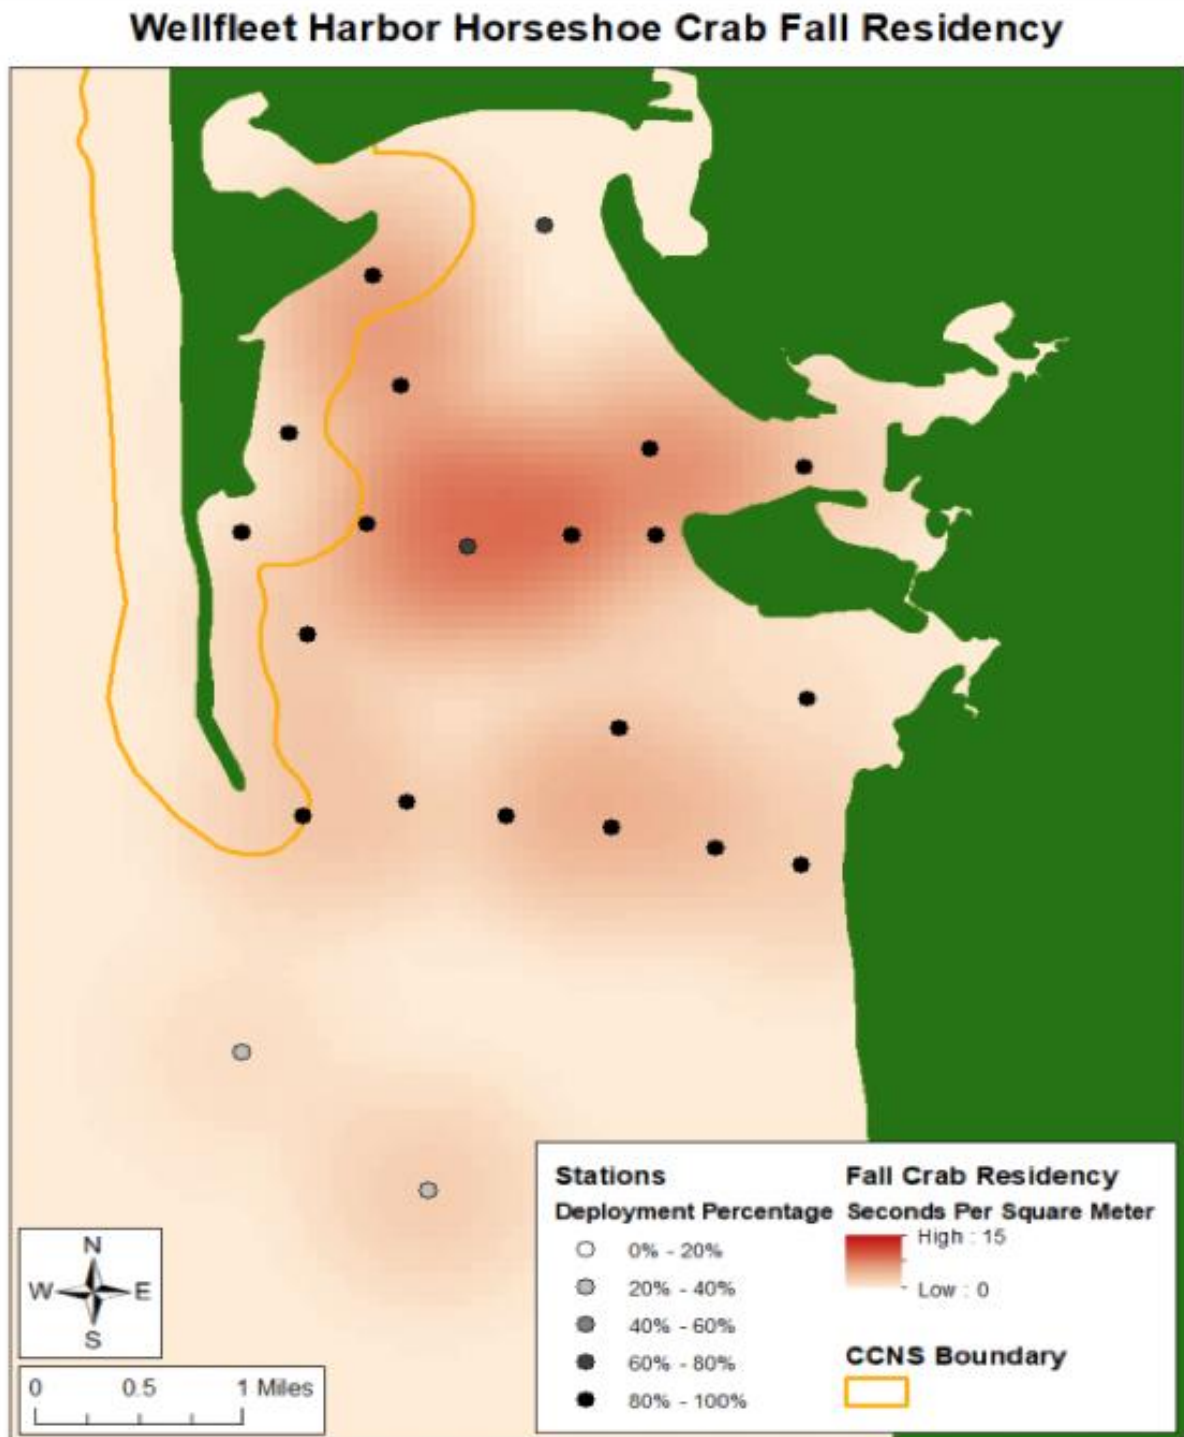 Wellfleet Harbor Horseshoe Crab Fall Residency
Stations
Deployment Percentage
0% - 20%
20% - 40%
40% - 60%
60% - 80%
80% - 100%
Fall Crab Residency
Seconds Per Square Meter
High : 15
Low : 0
CCNS Boundary
N
W E
S
0 0.5 1 Miles